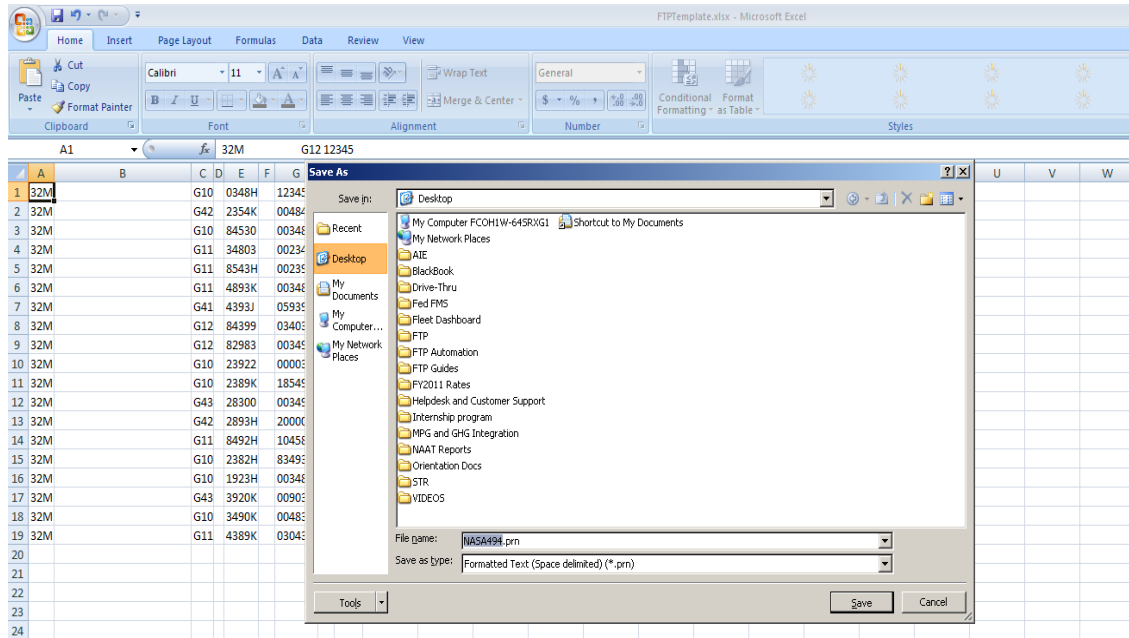 FTPTemplate.xlsx - Microsoft Excel
Home Insert Page Layout Formulas Data Review View
Cut
Copy
Format Painter
Paste
Calibri 11
B I U
Wrap Text
Merge & Center
General
$ % ,
Conditional Formatting
Format as Table
Clipboard Font Alignment Number Styles
A1 fx 32M G12 12345
A B C D E F G U V W
1 32M G10 0348H 12345
2 32M G42 2354K 00484
3 32M G10 84530 00348
4 32M G11 34803 00234
5 32M G11 8543H 00239
6 32M G11 4893K 00348
7 32M G41 4393J 05939
8 32M G12 84399 03403
9 32M G12 82983 00349
10 32M G10 23922 00003
11 32M G10 2389K 18549
12 32M G43 28300 00349
13 32M G42 2893H 20000
14 32M G11 8492H 10458
15 32M G10 2382H 83493
16 32M G10 1923H 00348
17 32M G43 3920K 00903
18 32M G10 3490K 00483
19 32M G11 4389K 03043
20
21
22
23
24
Save As
Save in: Desktop
Recent
Desktop
My Documents
My Computer...
My Network Places
My Computer FCOH1W-645RXG1 Shortcut to My Documents
My Network Places
AIE
BlackBook
Drive-Thru
Fed FMS
Fleet Dashboard
FTP
FTP Automation
FTP Guides
FY2011 Rates
Helpdesk and Customer Support
Internship program
MPG and GHG Integration
NAAT Reports
Orientation Docs
STR
VIDEOS
File name: NASA494.prn
Save as type: Formatted Text (Space delimited) (*.prn)
Tools Save Cancel